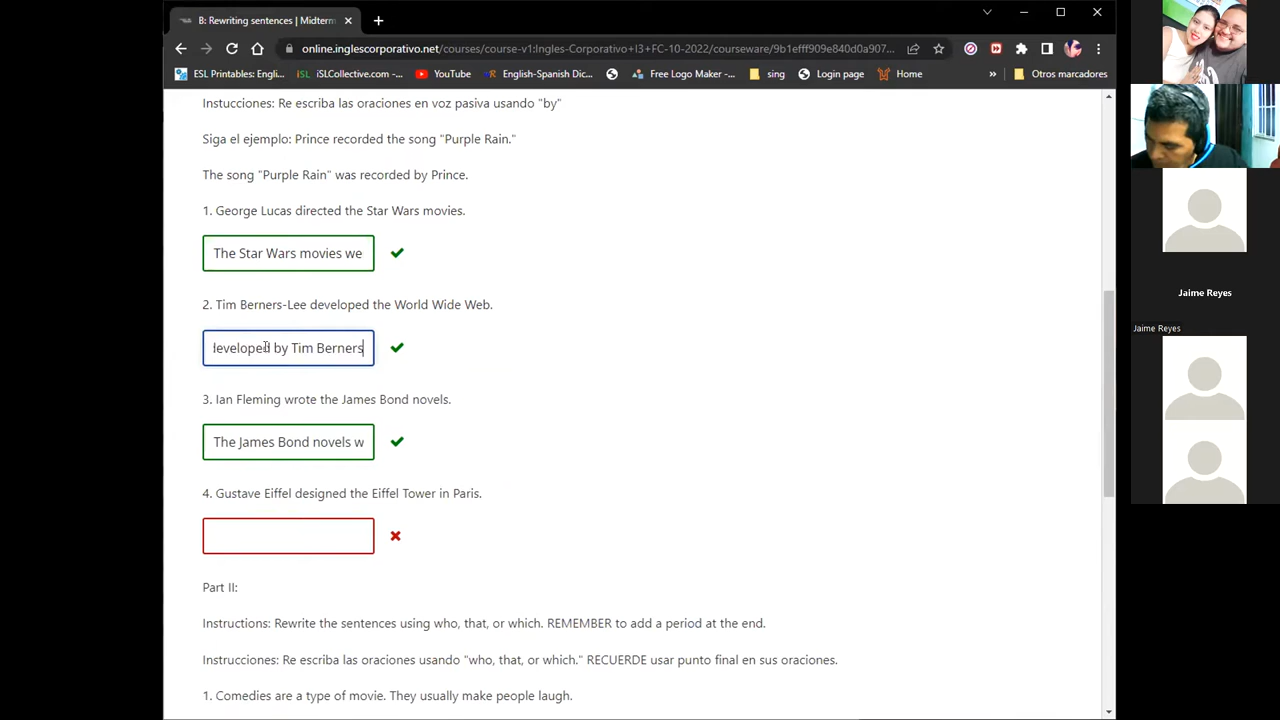 B: Rewriting sentences | Midterm
online.inglescorporativo.net/courses/course-v1:Ingles-Corporativo+I3+FC-10-2022/courseware/9b1efff909e840d0a907...
ESL Printables: Engli... iSLCollective.com -... YouTube English-Spanish Dic... Free Logo Maker -... sing Login page Home » Otros marcadores
Instucciones: Re escriba las oraciones en voz pasiva usando "by"
Siga el ejemplo: Prince recorded the song "Purple Rain."
The song "Purple Rain" was recorded by Prince.
1. George Lucas directed the Star Wars movies.
The Star Wars movies we
2. Tim Berners-Lee developed the World Wide Web.
developed by Tim Berners
3. Ian Fleming wrote the James Bond novels.
The James Bond novels w
4. Gustave Eiffel designed the Eiffel Tower in Paris.
Part II:
Instructions: Rewrite the sentences using who, that, or which. REMEMBER to add a period at the end.
Instrucciones: Re escriba las oraciones usando "who, that, or which." RECUERDE usar punto final en sus oraciones.
1. Comedies are a type of movie. They usually make people laugh.
Jaime Reyes
Jaime Reyes